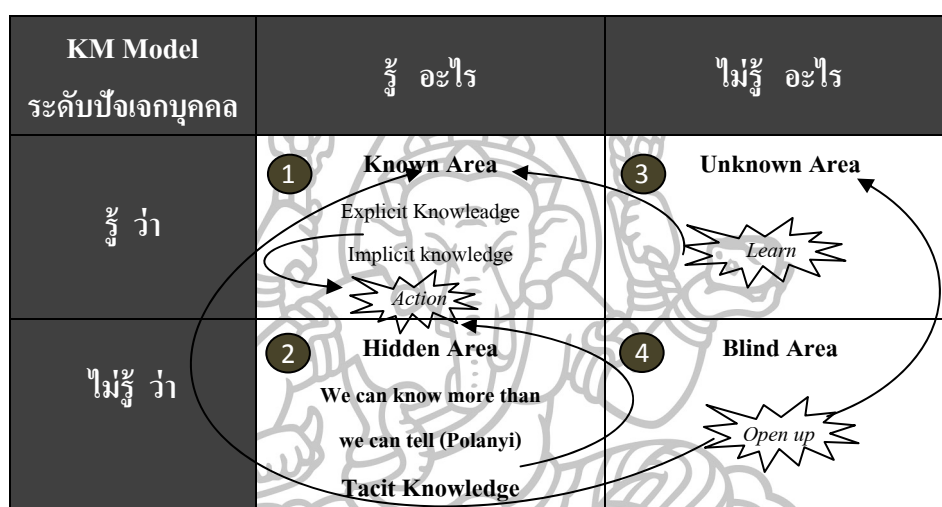 KM Model
ระดับปัจเจกบุคคล
รู้ อะไร
ไม่รู้ อะไร
รู้ ว่า
1
Known Area
Explicit Knowleadge
Implicit knowledge
Action
3
Unknown Area
Learn
ไม่รู้ ว่า
2
Hidden Area
We can know more than
we can tell (Polanyi)
Tacit Knowledge
4
Blind Area
Open up